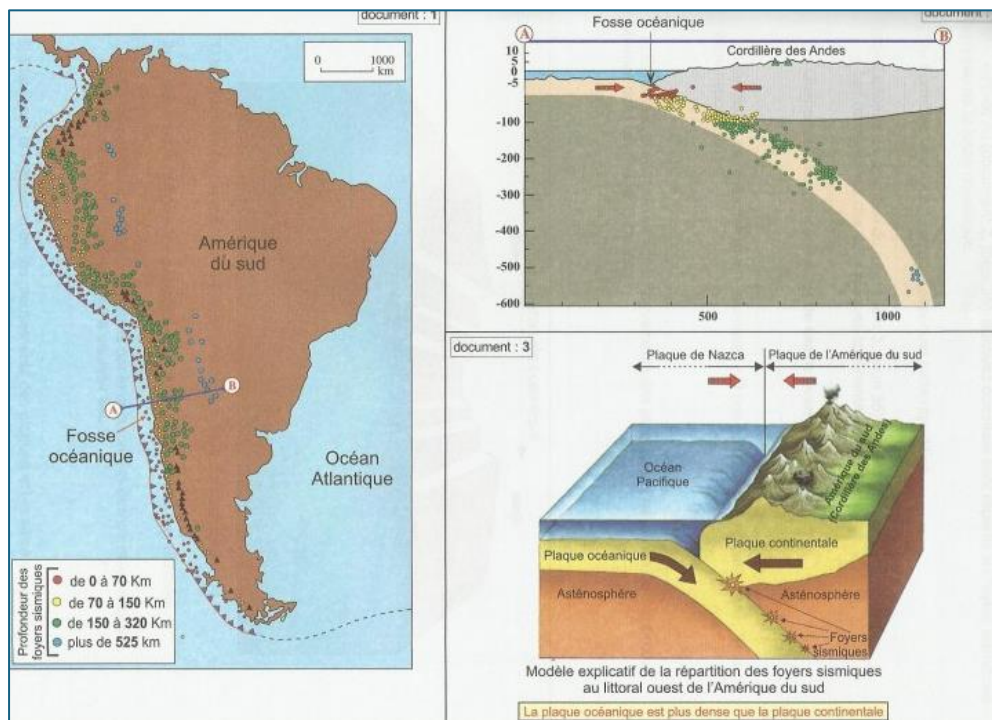 document : 1
0 1000
km
Amérique
du sud
A
B
Fosse
océanique
Océan
Atlantique
Profondeur des
foyers sismiques
de 0 à 70 Km
de 70 à 150 Km
de 150 à 320 Km
plus de 525 km
document :
Fosse océanique
A
B
Cordillère des Andes
10
5
0
-5
-100
-200
-300
-400
-500
-600
500
1000
document : 3
Plaque de Nazca
Plaque de l'Amérique du sud
Océan
Pacifique
Amérique du sud
(Cordillère des Andes)
Plaque océanique
Plaque continentale
Asthénosphère
Asthénosphère
Foyers
sismiques
Modèle explicatif de la répartition des foyers sismiques
au littoral ouest de l'Amérique du sud
La plaque océanique est plus dense que la plaque continentale